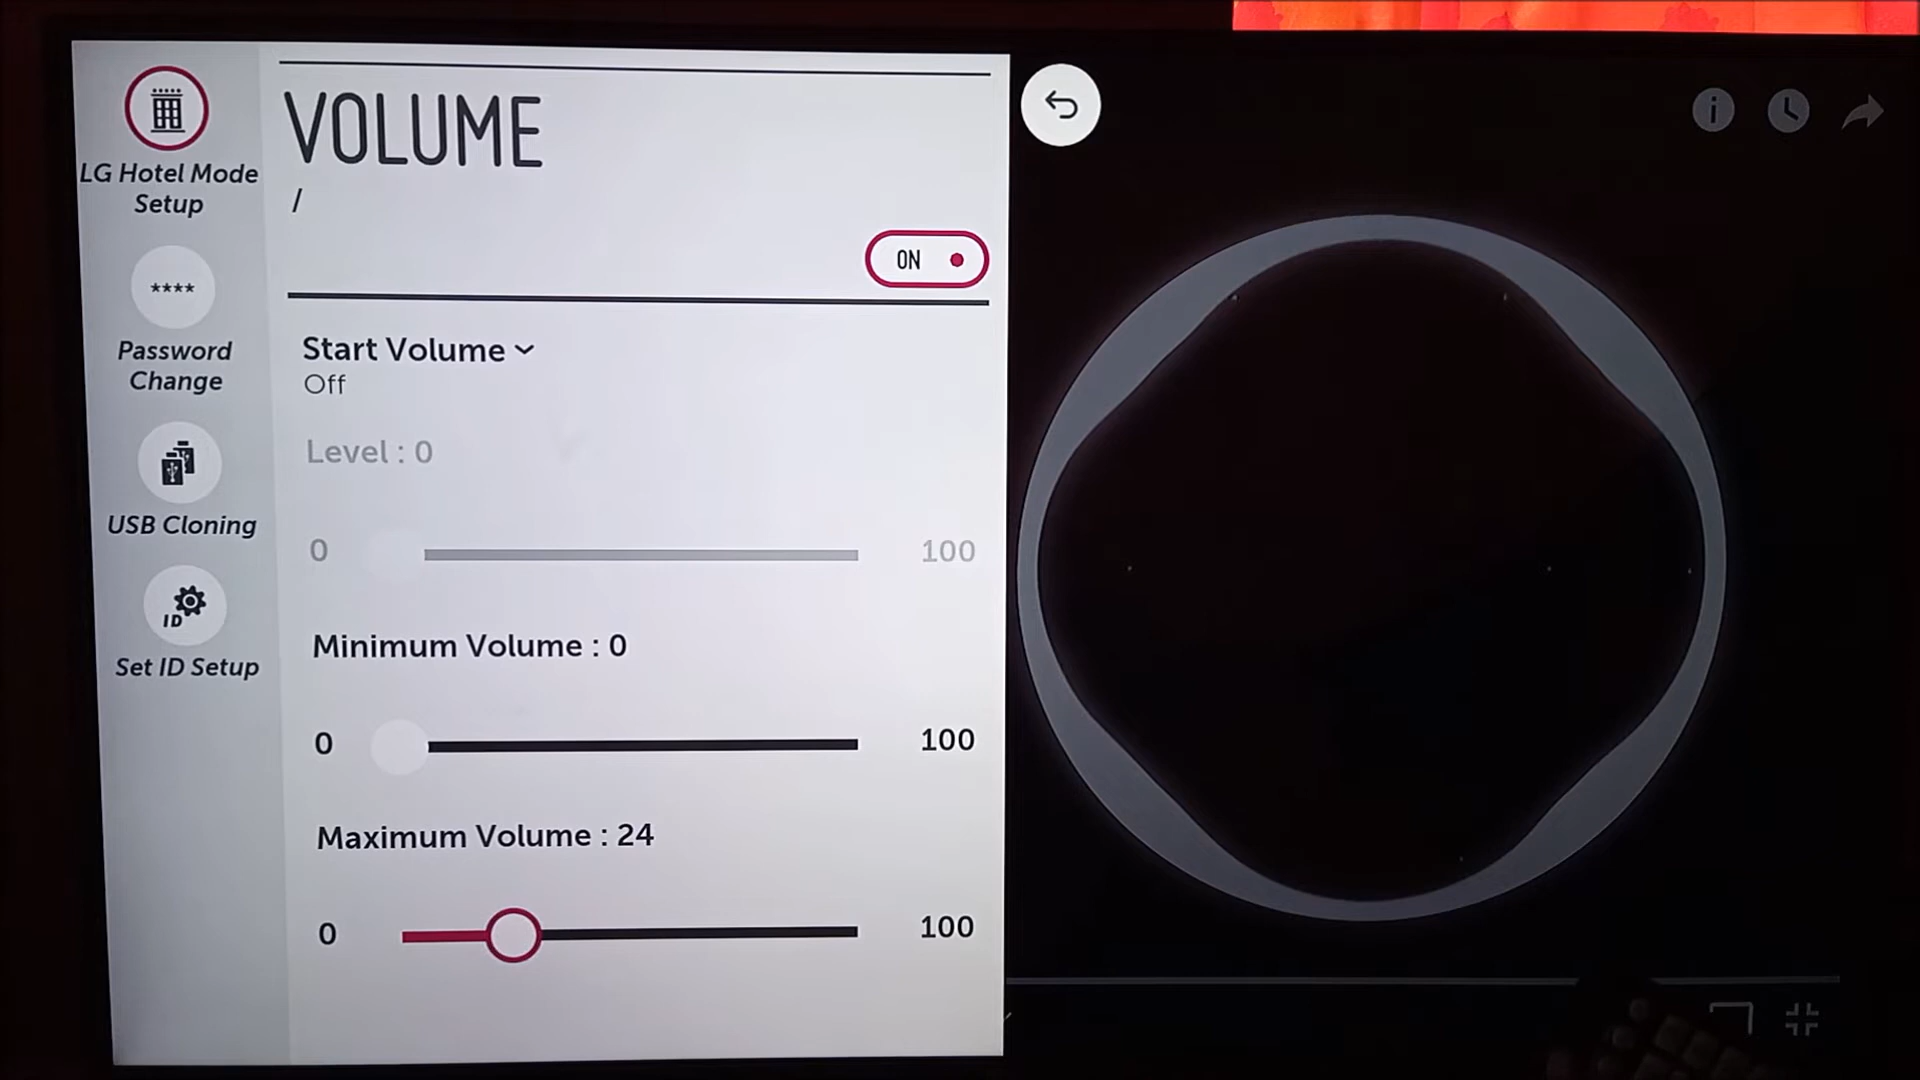 LG Hotel Mode
Setup
****
Password
Change
USB Cloning
ID
Set ID Setup
VOLUME
/
ON
Start Volume
Off
Level : 0
0 100
Minimum Volume : 0
0 100
Maximum Volume : 24
0 100
i